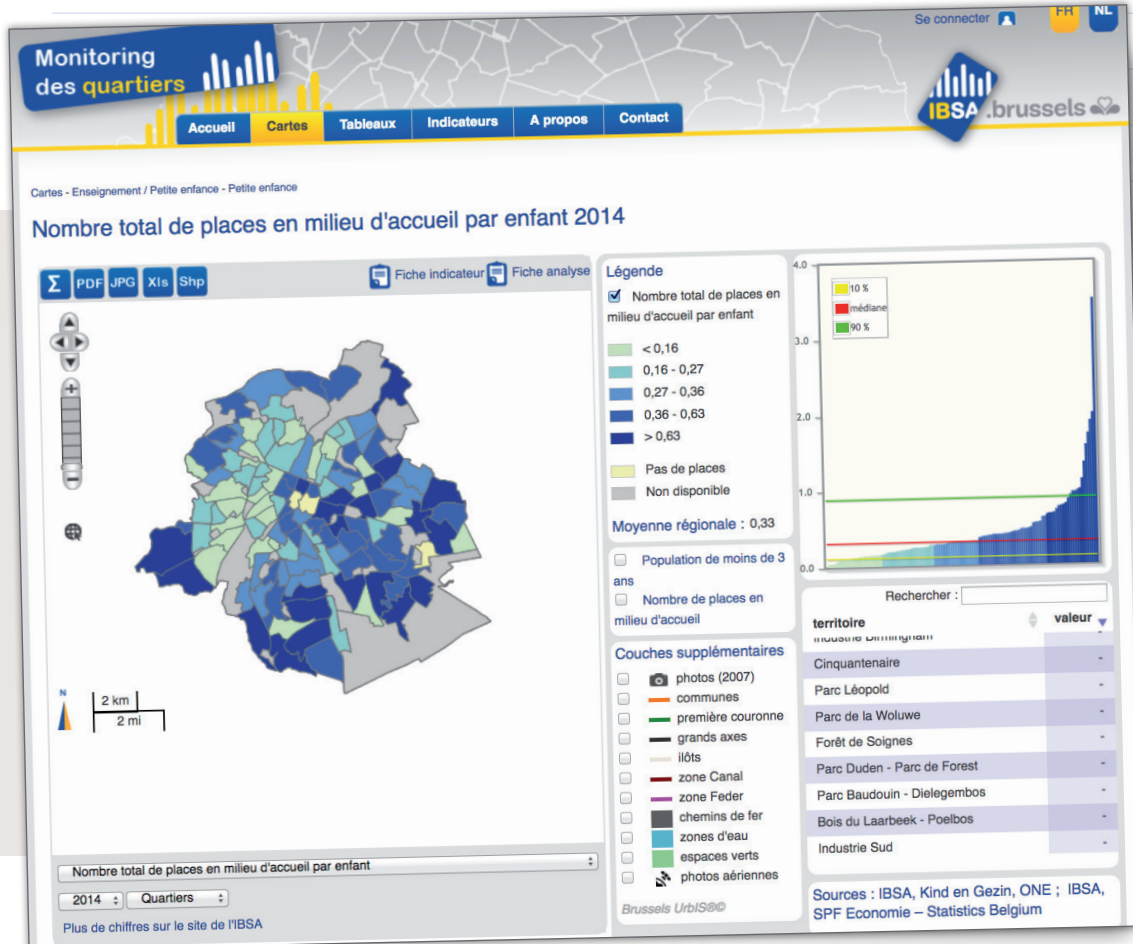 Se connecter
FR
NL
Monitoring
des quartiers
IBSA .brussels
Accueil
Cartes
Tableaux
Indicateurs
A propos
Contact
Cartes - Enseignement / Petite enfance - Petite enfance
Nombre total de places en milieu d'accueil par enfant 2014
Σ
PDF
JPG
Xls
Shp
Fiche indicateur
Fiche analyse
N
2 km
2 mi
Nombre total de places en milieu d'accueil par enfant
2014
Quartiers
Plus de chiffres sur le site de l'IBSA
Légende
Nombre total de places en
milieu d'accueil par enfant
< 0,16
0,16 - 0,27
0,27 - 0,36
0,36 - 0,63
> 0,63
Pas de places
Non disponible
Moyenne régionale : 0,33
Population de moins de 3
ans
Nombre de places en
milieu d'accueil
Couches supplémentaires
photos (2007)
communes
première couronne
grands axes
ilôts
zone Canal
zone Feder
chemins de fer
zones d'eau
espaces verts
photos aériennes
Brussels UrbIS®©
4.0
3.0
2.0
1.0
0.0
10 %
médiane
90 %
Rechercher :
territoire valeur
Industrie Birmingham -
Cinquantenaire -
Parc Léopold -
Parc de la Woluwe -
Forêt de Soignes -
Parc Duden - Parc de Forest -
Parc Baudouin - Dielegembos -
Bois du Laarbeek - Poelbos -
Industrie Sud -
Sources : IBSA, Kind en Gezin, ONE ; IBSA,
SPF Economie – Statistics Belgium